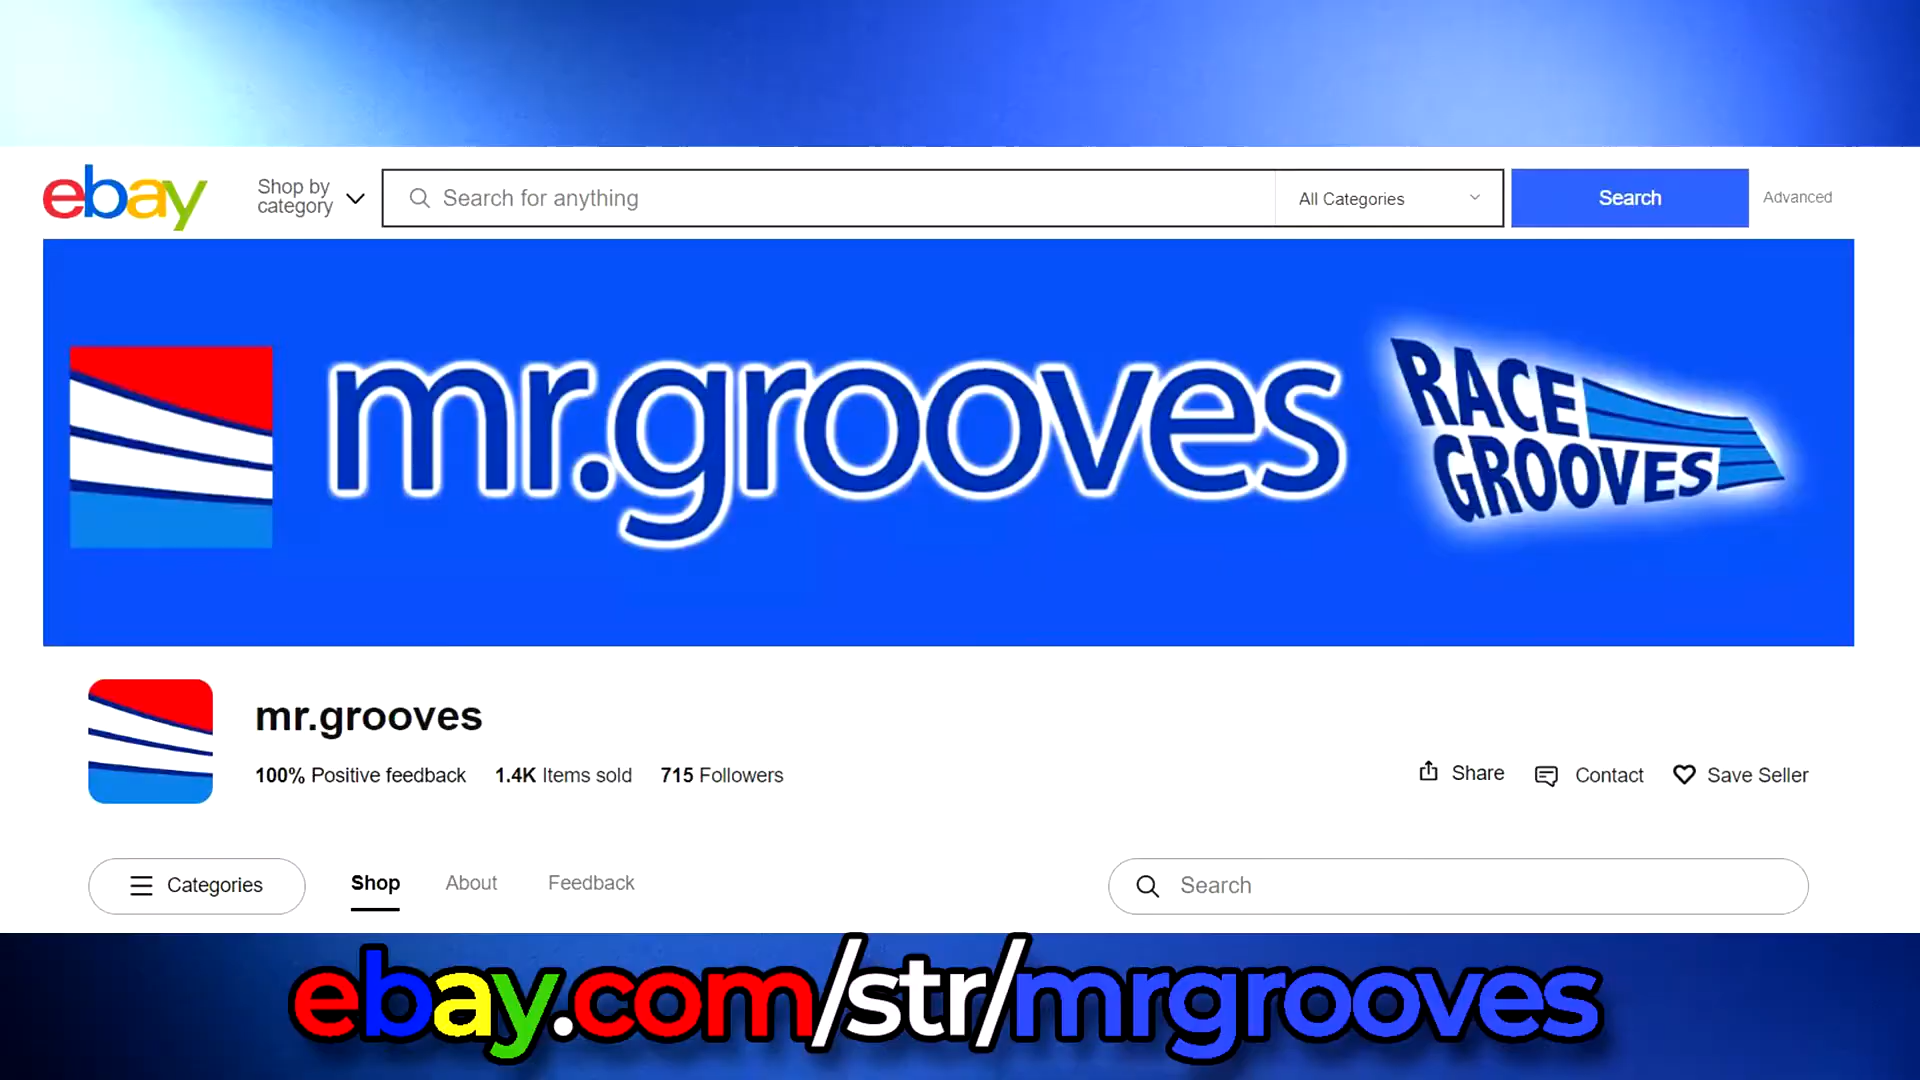 ebay
Shop by
category
Search for anything
All Categories
Search
Advanced
mr.grooves
RACE
GROOVES
mr.grooves
100% Positive feedback 1.4K Items sold 715 Followers
Share
Contact
Save Seller
Categories
Shop
About
Feedback
Search
ebay.com/str/mrgrooves